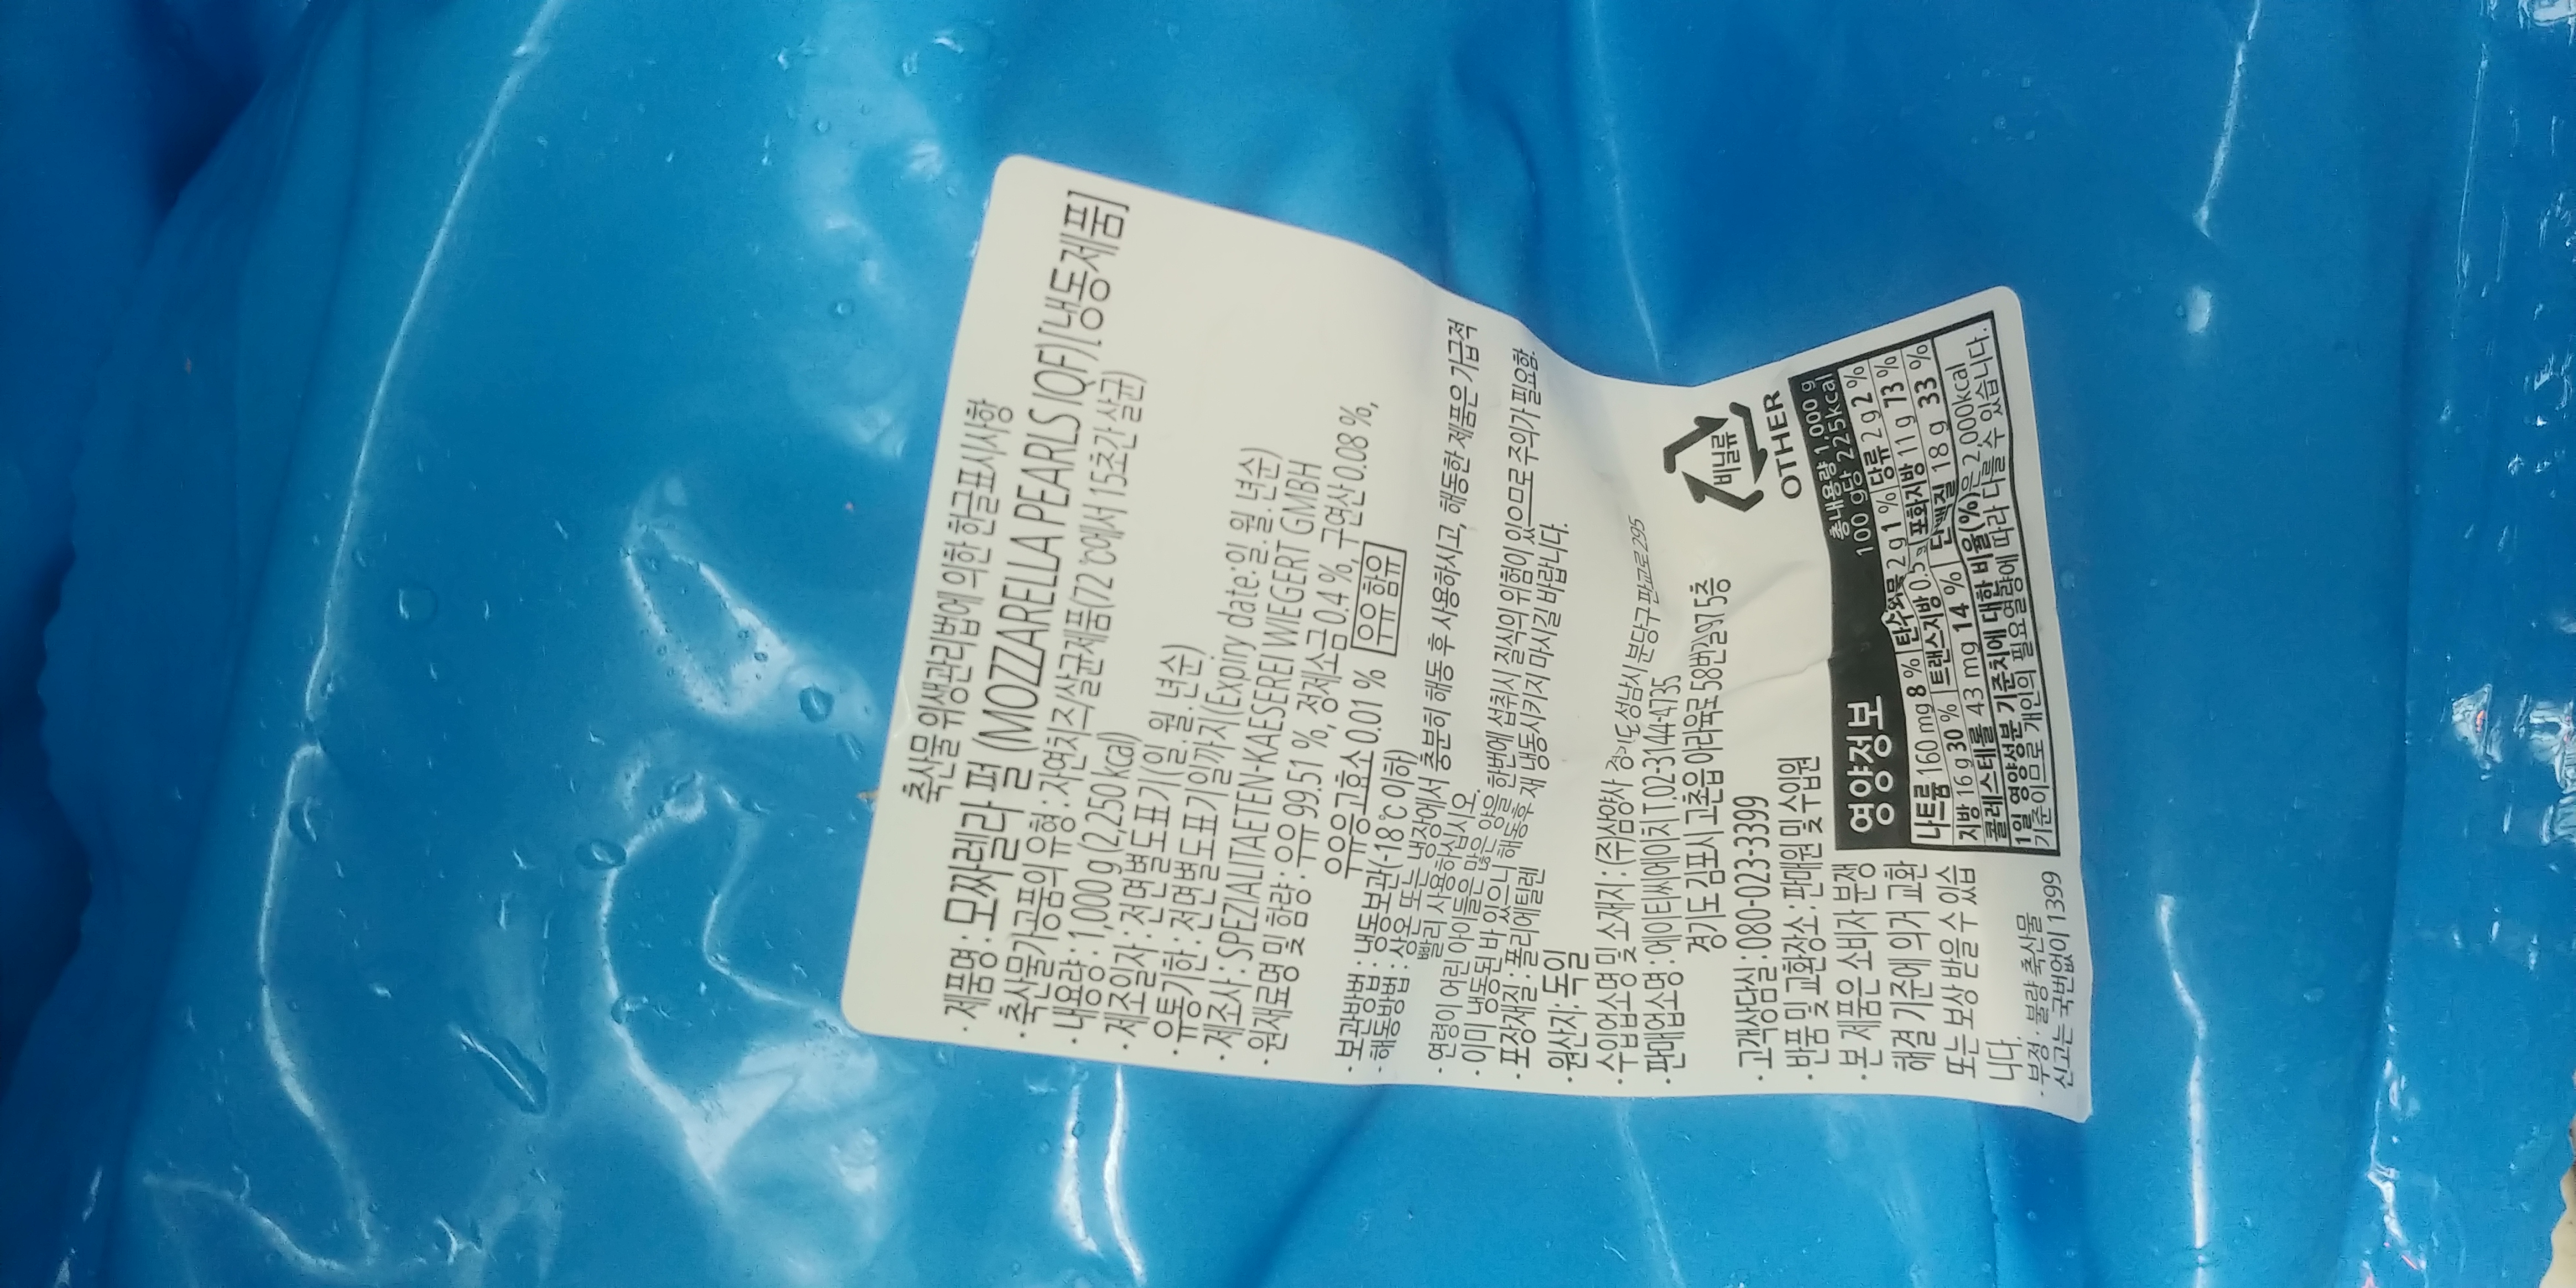 축산물 위생관리법에 의한 한글표시사항
· 제품명 : 모짜렐라 펄 (MOZZARELLA PEARLS IQF)[냉동제품]
· 축산물가공품의 유형 : 자연치즈/살균제품(72 ℃에서 15초간 살균)
· 내용량 : 1,000 g (2,250 kcal)
· 제조일자 : 전면별도표기(일.월.년순)
· 유통기한 : 전면별도표기일까지(Expiry date:일.월.년순)
· 제조사 : SPEZIALITAETEN-KAESEREI WIEGERT GMBH
· 원재료명 및 함량 : 우유 99.51 %, 정제소금 0.4 %, 구연산 0.08 %,
우유응고효소 0.01 % 우유 함유
· 보관방법 : 냉동보관(-18 ℃ 이하)
· 해동방법 : 상온 또는 냉장에서 충분히 해동 후 사용하시고, 해동한 제품은 가급적
빨리 사용하십시오.
· 연령이 어린 아이들은 많은 양을 한번에 섭취시 질식의 위험이 있으므로 주의가 필요함.
· 이미 냉동된 바 있으니 해동후 재 냉동시키지 마시길 바랍니다.
· 포장재질 : 폴리에틸렌
· 원산지: 독일
· 수입업소명 및 소재지 : (주)삼양사 경기도 성남시 분당구 판교로 295
· 판매업소명 : 에이티씨에이치 T.02-3144-4735
경기도 김포시 고촌읍 아라육로 58번길 97 5층
· 고객상담실 : 080-023-3399
· 반품 및 교환장소 : 판매원 및 수입원
· 본 제품은 소비자 분쟁
해결 기준에 의거 교환
또는 보상 받을 수 있습
니다.
· 부정 · 불량 축산물
신고는 국번없이 1399
비닐류
OTHER
영양정보
총내용량 1,000 g
100 g당 225kcal
나트륨 160 mg 8 % 탄수화물 2 g 1 % 당류 2 g 2 %
지방 16 g 30 % 트랜스지방 0.5 g 포화지방 11 g 73 %
콜레스테롤 43 mg 14 % 단백질 18 g 33 %
1일 영양성분 기준치에 대한 비율(%)은 2,000kcal
기준이므로 개인의 필요열량에 따라 다를 수 있습니다.